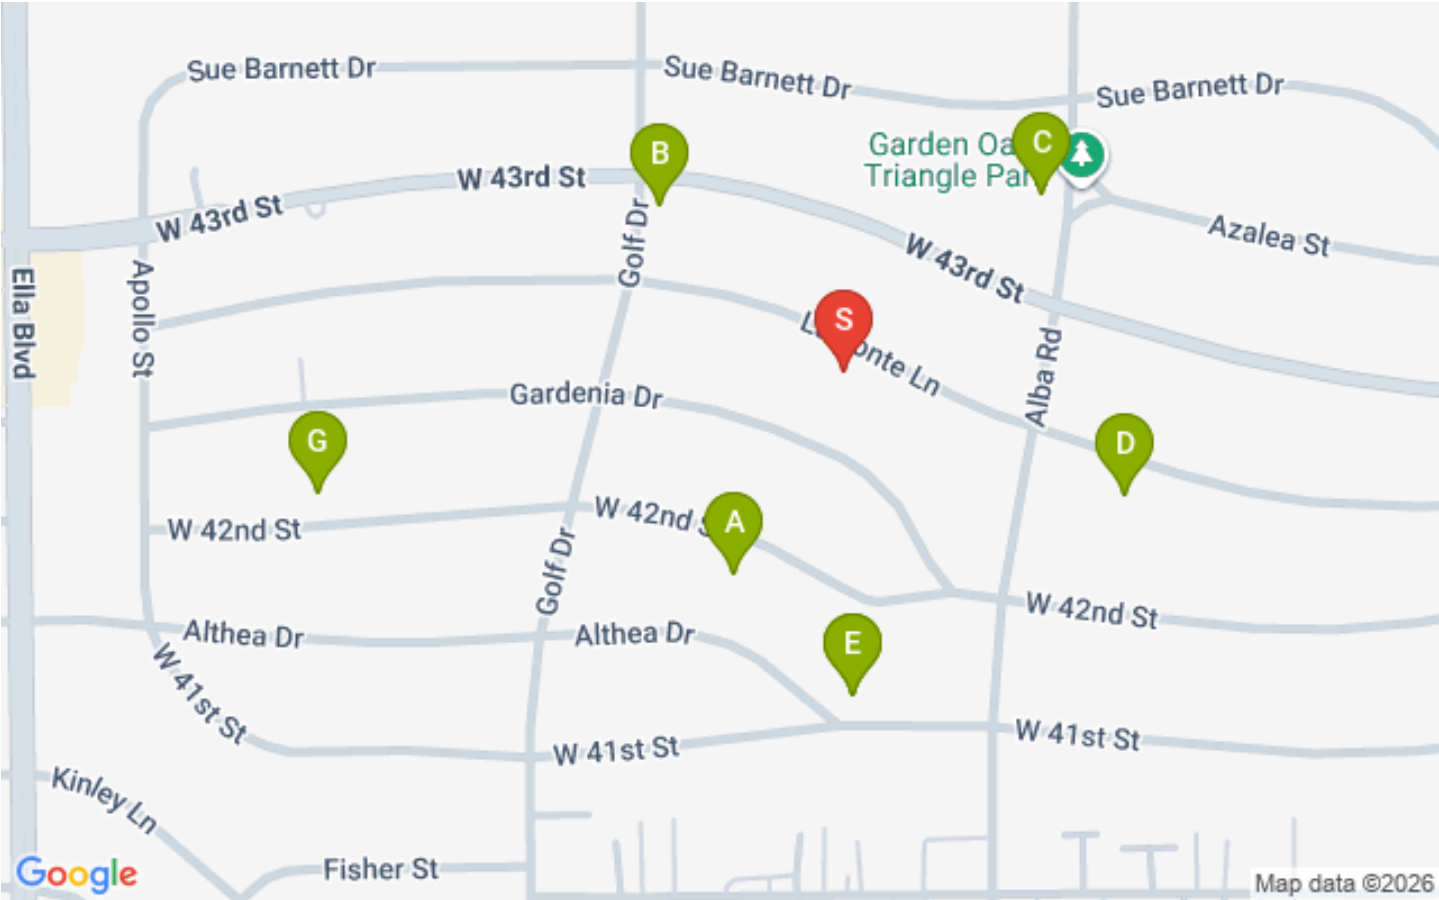 Sue Barnett Dr
Sue Barnett Dr
Sue Barnett Dr
B
C
Garden Oa
Triangle Par
W 43rd St
W 43rd St
Golf Dr
Azalea St
W 43rd St
Apollo St
Ella Blvd
S
Alba Rd
Gardenia Dr
G
D
W 42nd St
W 42nd
A
Golf Dr
W 42nd St
Althea Dr
Althea Dr
E
W 41st St
W 41st St
W 41st St
Kinley Ln
Fisher St
Google
Map data ©2026